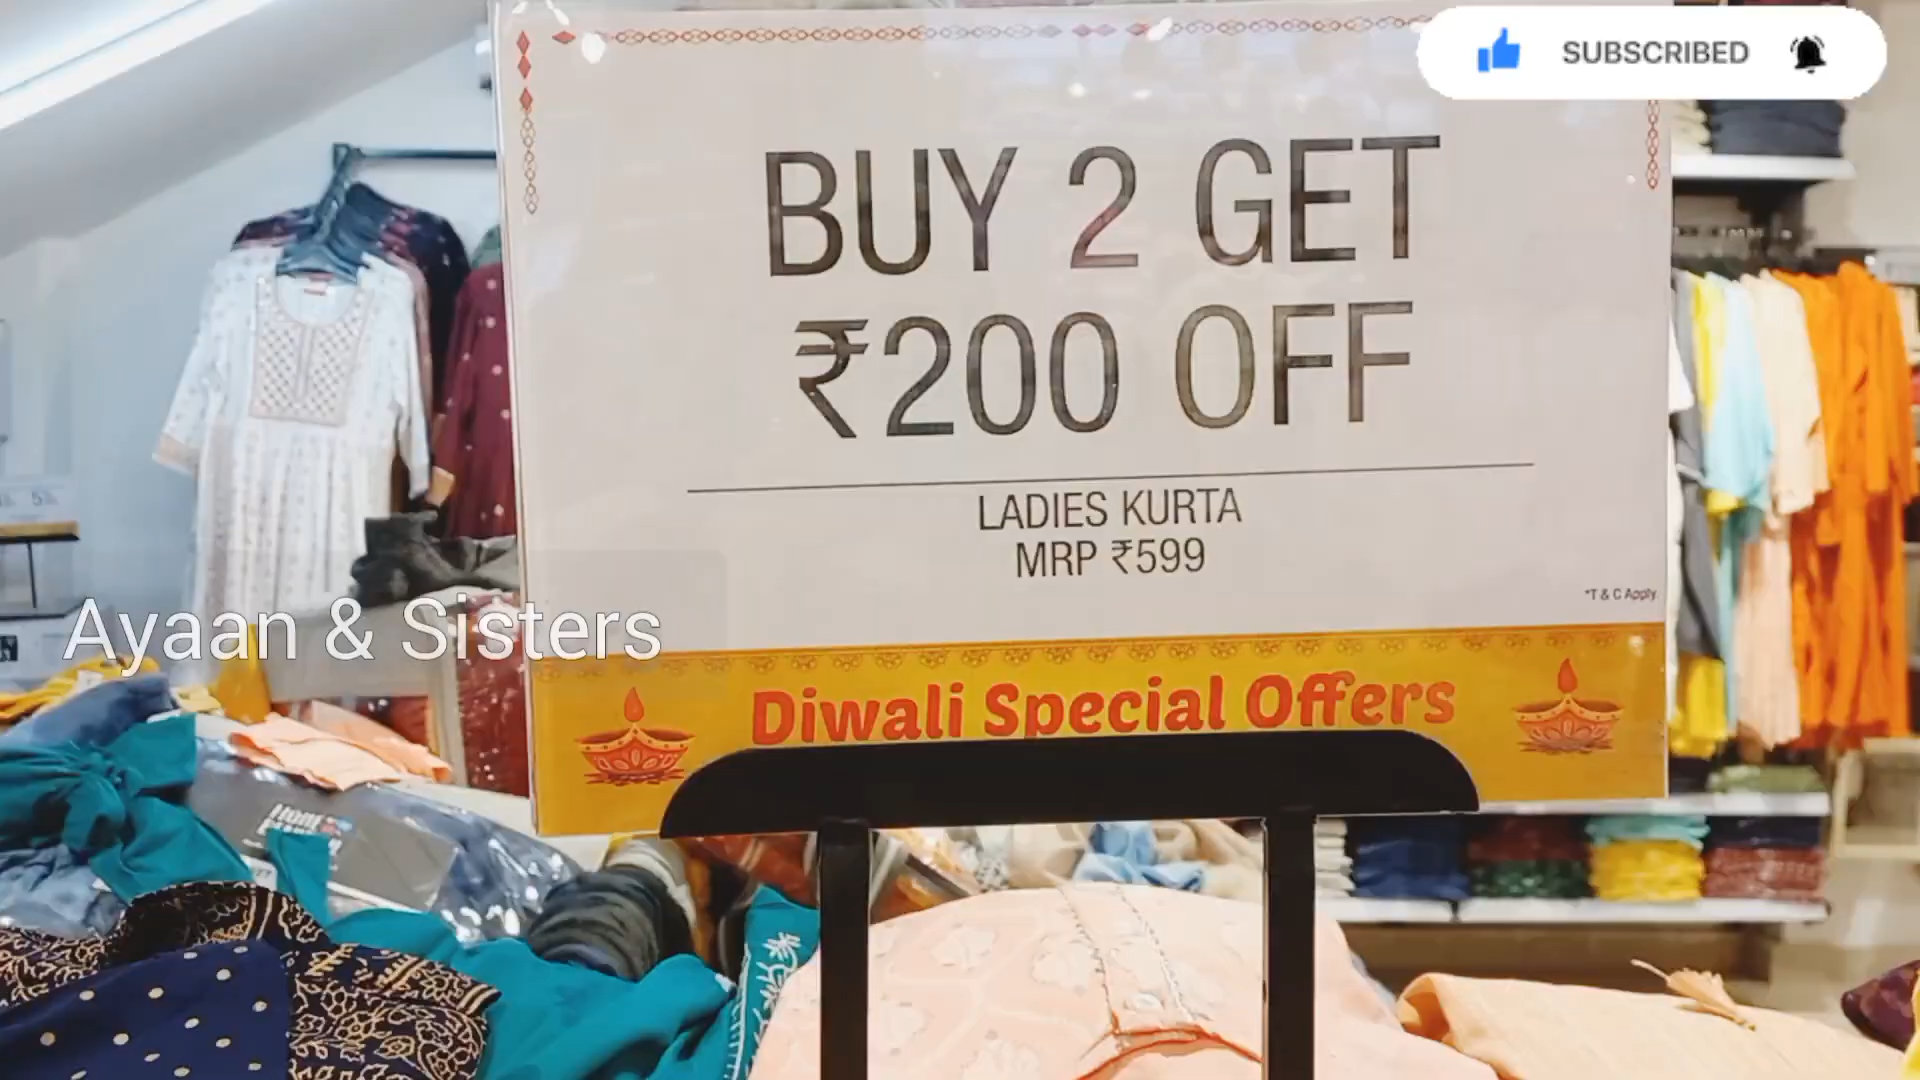 SUBSCRIBED
BUY 2 GET
₹200 OFF
LADIES KURTA
MRP ₹599
*T & C Apply.
Ayaan & Sisters
Diwali Special Offers